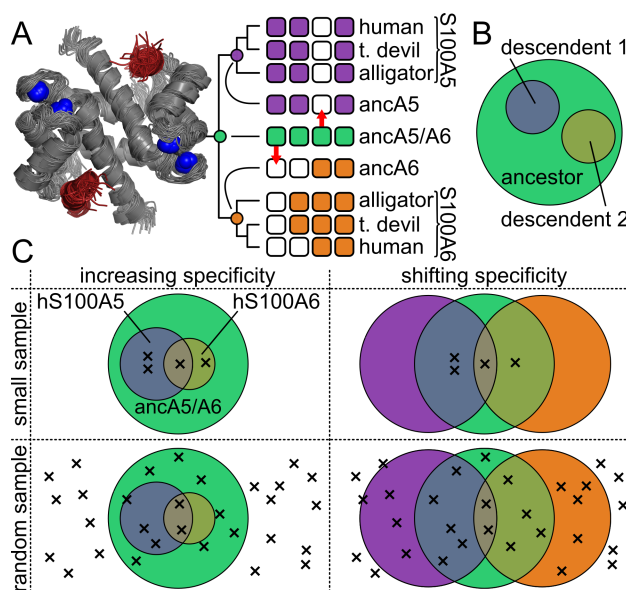 A
human
t. devil
alligator
S100A5
ancA5
ancA5/A6
ancA6
alligator
t. devil
human
S100A6
B
descendent 1
ancestor
descendent 2
C
increasing specificity
shifting specificity
small sample
hS100A5
hS100A6
ancA5/A6
random sample